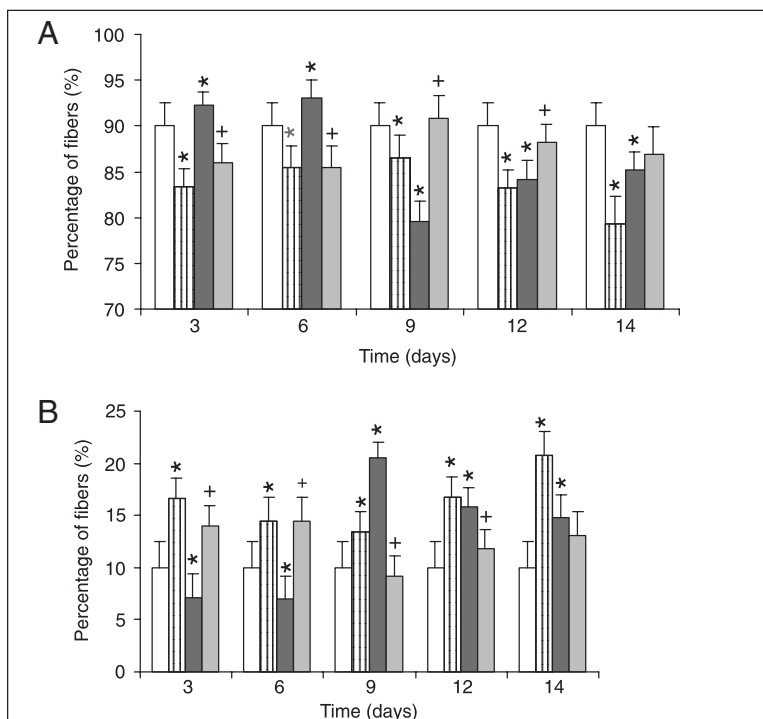 A
Percentage of fibers (%)
100
95
90
85
80
75
70
* * * + * * + * * + * * + * *
3 6 9 12 14
Time (days)
B
Percentage of fibers (%)
25
20
15
10
5
0
* * + * * + * * + * * + * *
3 6 9 12 14
Time (days)